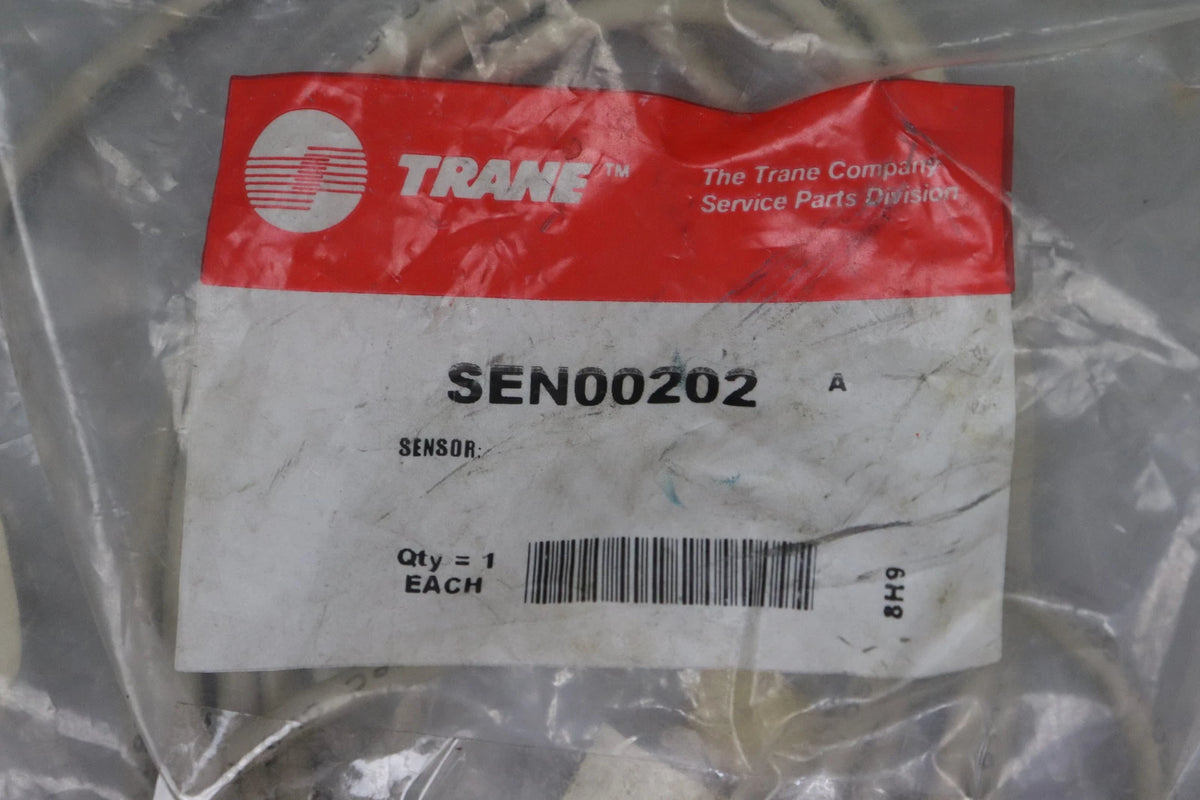 TRANE™
The Trane Company
Service Parts Division
SEN00202 A
SENSOR:
Qty = 1
EACH
8H9